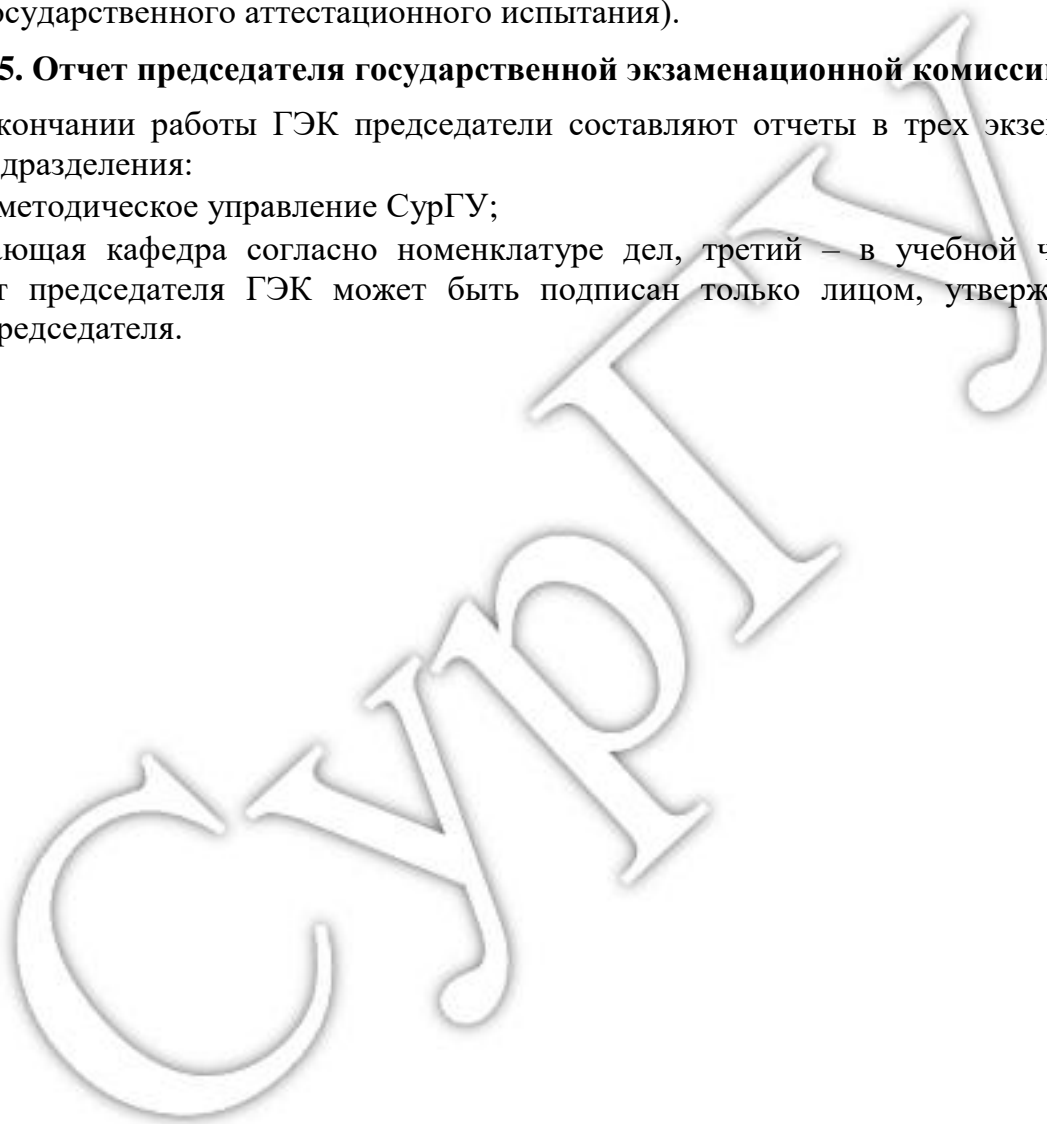 осударственного аттестационного испытания).
5. Отчет председателя государственной экзаменационной комисси
кончании работы ГЭК председатели составляют отчеты в трех экзе
дразделения:
методическое управление СурГУ;
ющая кафедра согласно номенклатуре дел, третий – в учебной ч
т председателя ГЭК может быть подписан только лицом, утверж
редседателя.
СурГУ